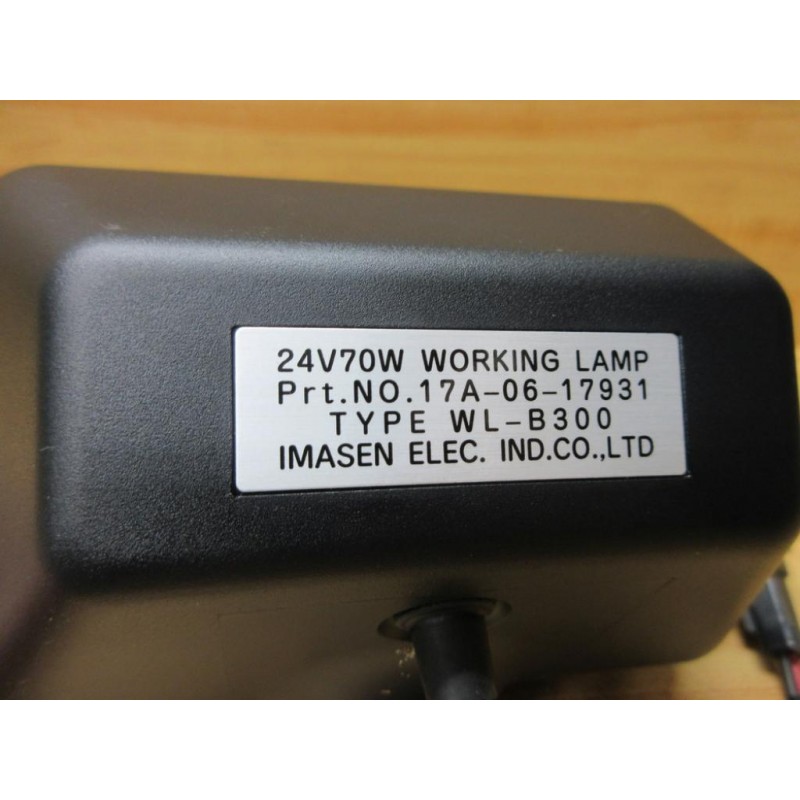 24V70W WORKING LAMP
Prt.NO.17A-06-17931
TYPE WL-B300
IMASEN ELEC. IND.CO.,LTD